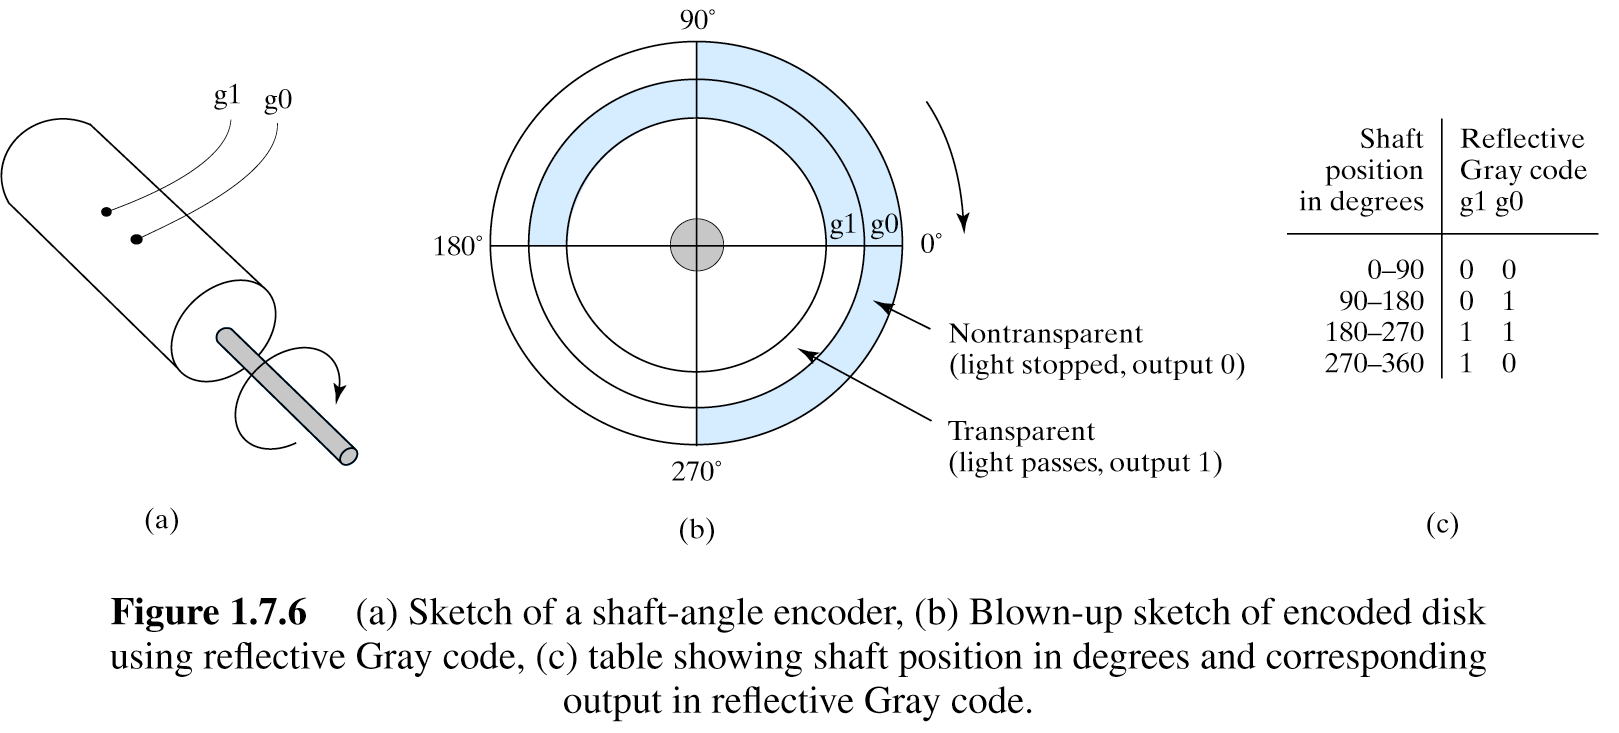 g1 g0
(a)
90°
180°
g1 g0
0°
270°
Nontransparent
(light stopped, output 0)
Transparent
(light passes, output 1)
(b)
Shaft Reflective
position Gray code
in degrees g1 g0
0–90 0 0
90–180 0 1
180–270 1 1
270–360 1 0
(c)
Figure 1.7.6 (a) Sketch of a shaft-angle encoder, (b) Blown-up sketch of encoded disk
using reflective Gray code, (c) table showing shaft position in degrees and corresponding
output in reflective Gray code.